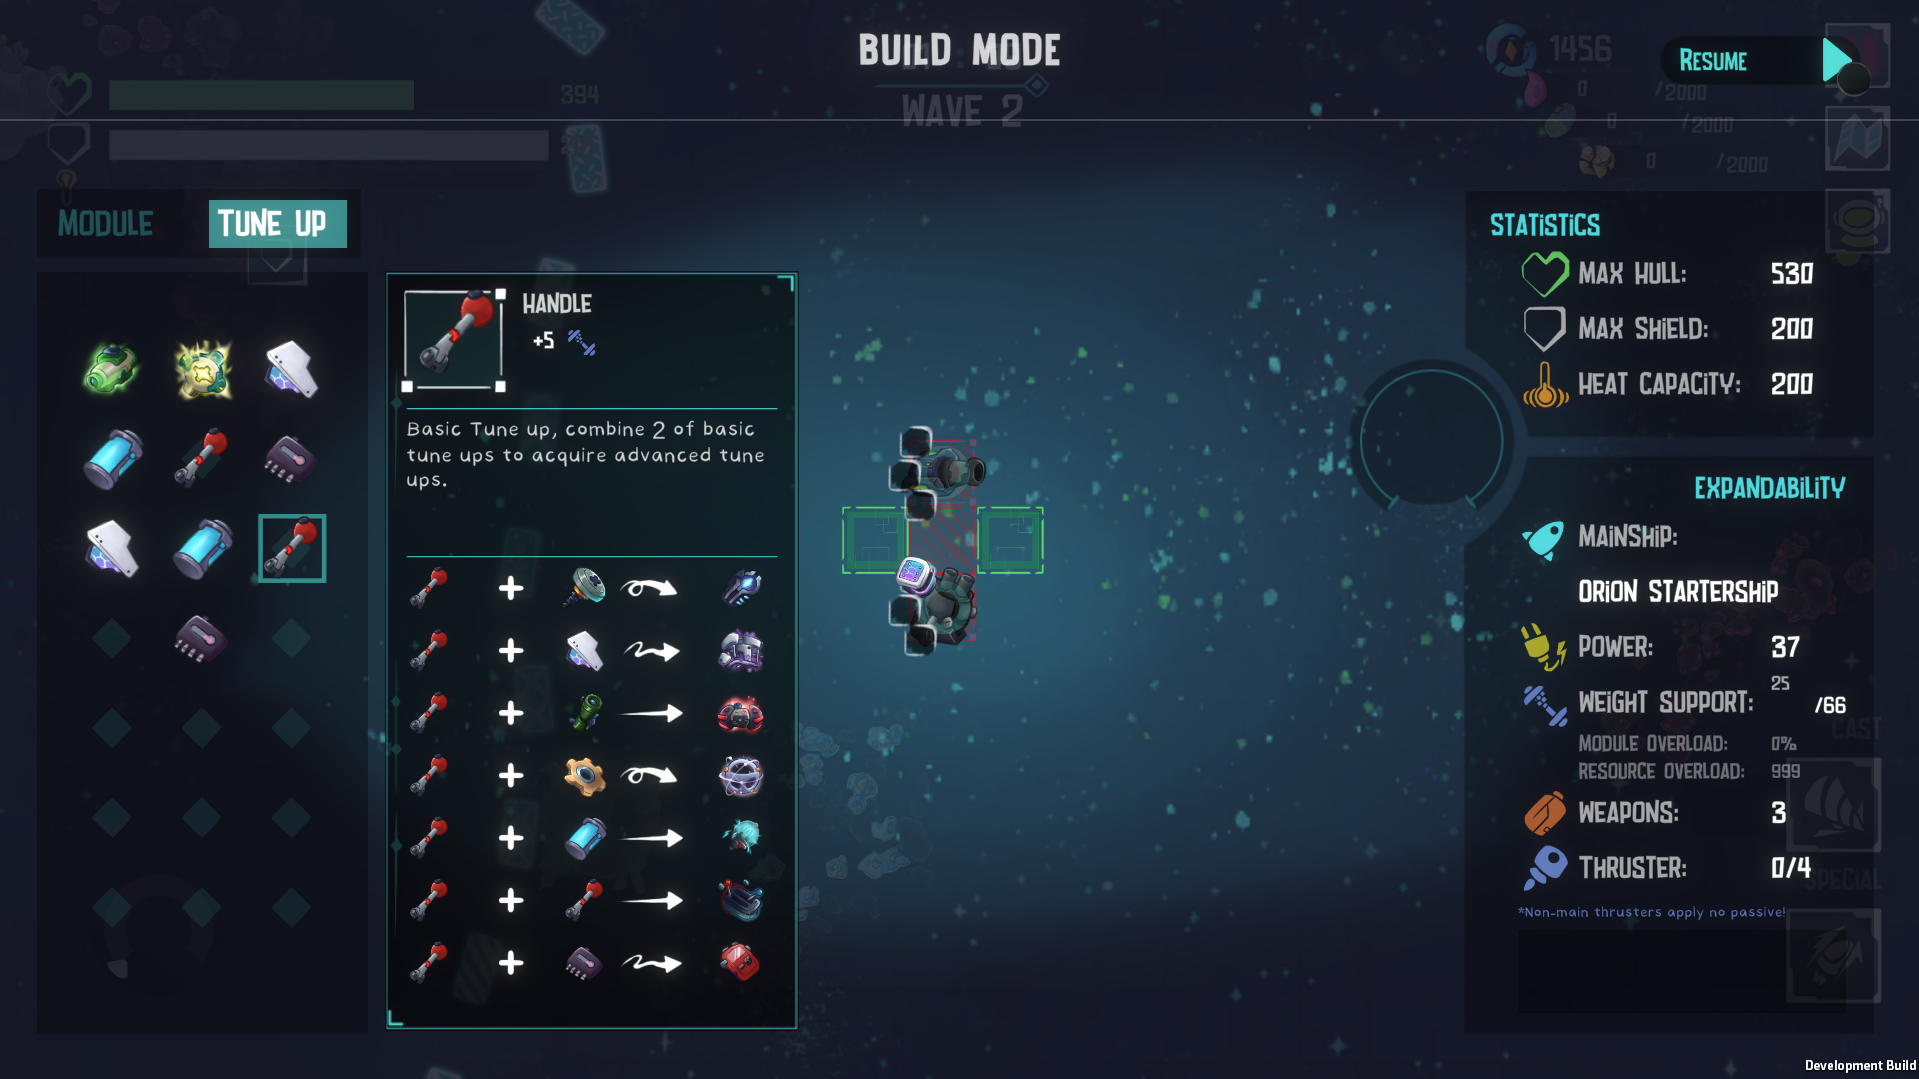 BUILD MODE
WAVE 2
RESUME
394
1456
0 /2000
0 /2000
0 /2000
MODULE
TUNE UP
HANDLE
+5
Basic Tune up, combine 2 of basic
tune ups to acquire advanced tune
ups.
STATISTICS
MAX HULL: 530
MAX SHIELD: 200
HEAT CAPACITY: 200
EXPANDABILITY
MAINSHIP:
ORION STARTERSHIP
POWER: 37
WEIGHT SUPPORT: 25 /66
MODULE OVERLOAD: 0%
RESOURCE OVERLOAD: 999
CAST
WEAPONS: 3
THRUSTER: 0/4
SPECIAL
*Non-main thrusters apply no passive!
Development Build